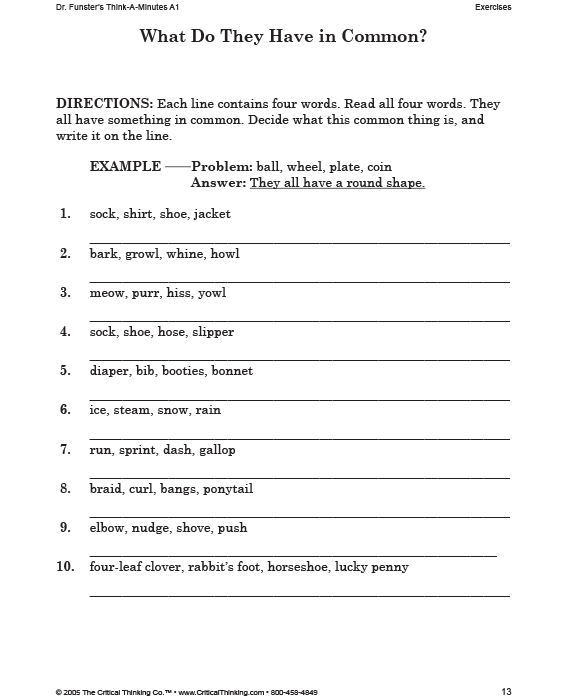 Dr. Funster's Think-A-Minutes A1
Exercises
What Do They Have in Common?
DIRECTIONS: Each line contains four words. Read all four words. They
all have something in common. Decide what this common thing is, and
write it on the line.
EXAMPLE ——Problem: ball, wheel, plate, coin
Answer: They all have a round shape.
1. sock, shirt, shoe, jacket
2. bark, growl, whine, howl
3. meow, purr, hiss, yowl
4. sock, shoe, hose, slipper
5. diaper, bib, booties, bonnet
6. ice, steam, snow, rain
7. run, sprint, dash, gallop
8. braid, curl, bangs, ponytail
9. elbow, nudge, shove, push
10. four-leaf clover, rabbit's foot, horseshoe, lucky penny
© 2005 The Critical Thinking Co.™ • www.CriticalThinking.com • 800-458-4849
13